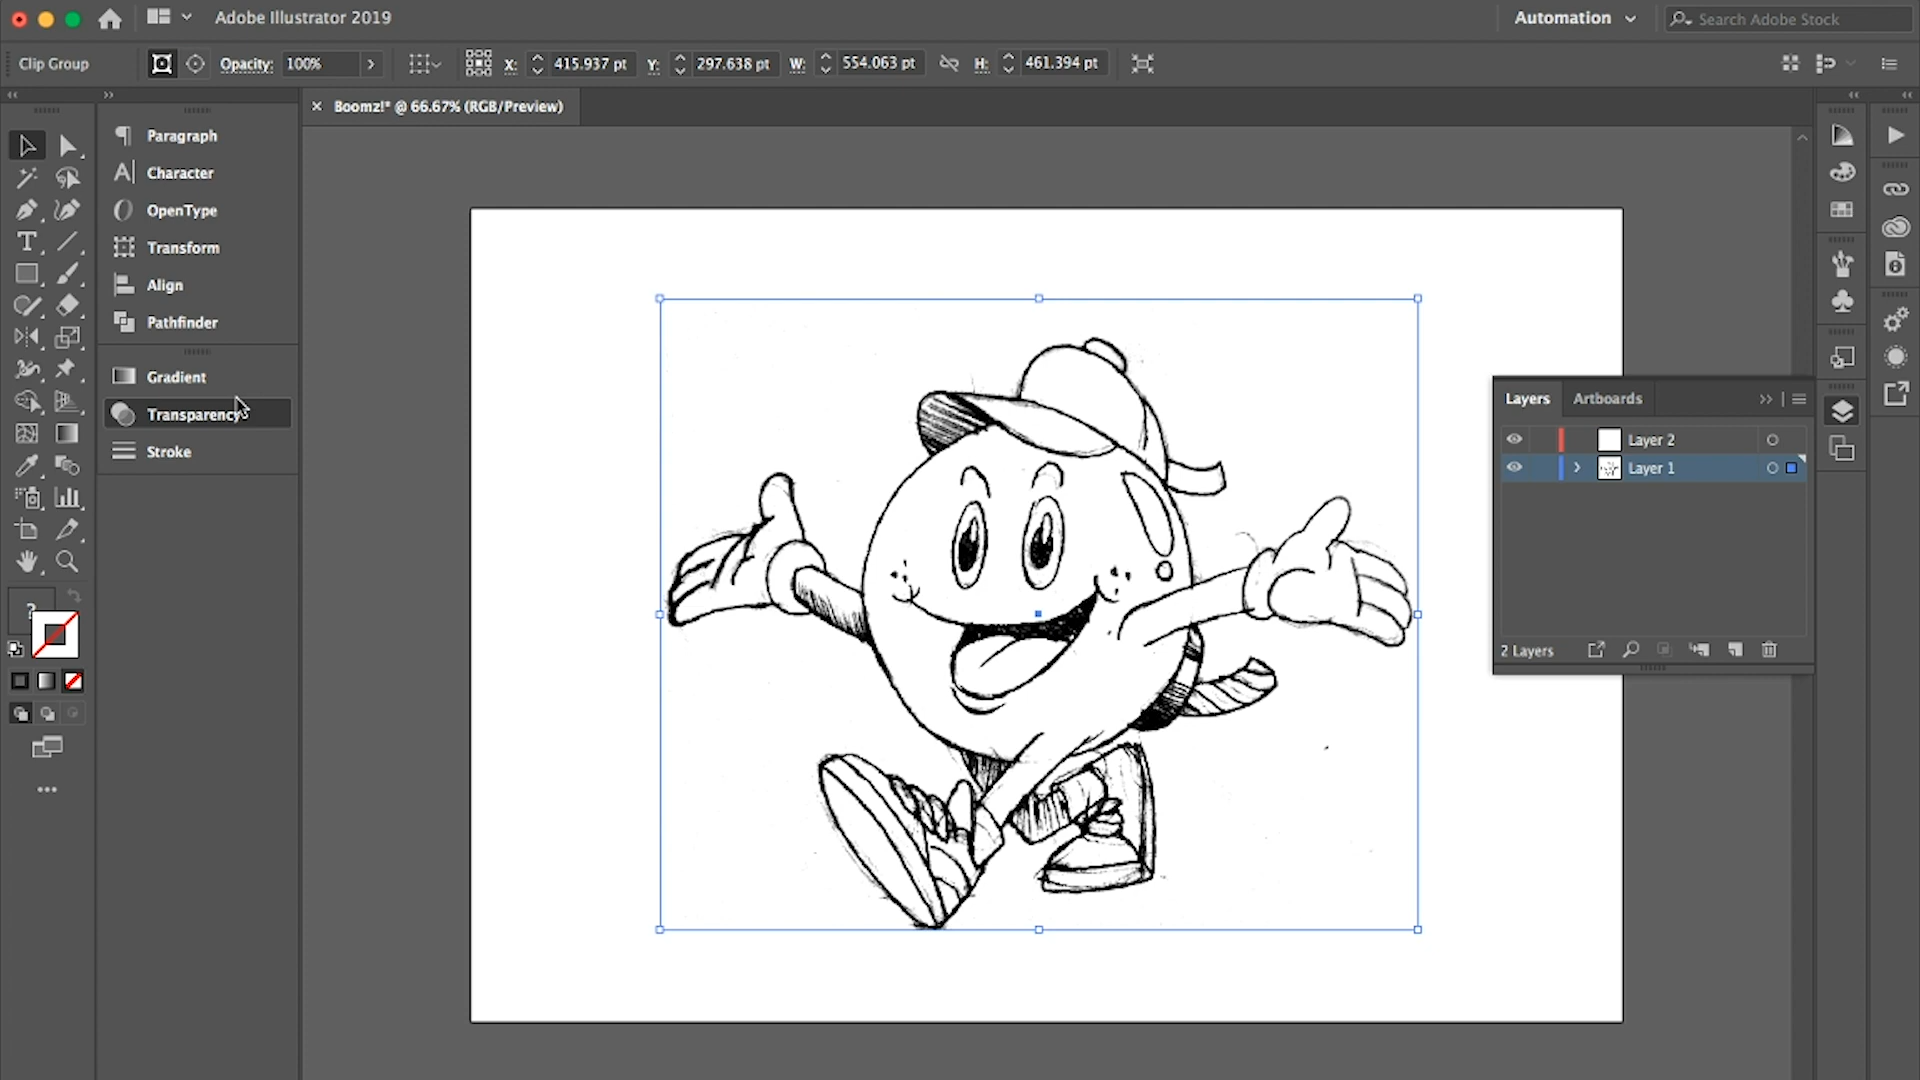 Adobe Illustrator 2019
Automation
Search Adobe Stock
Clip Group
Opacity: 100%
X: 415.937 pt
Y: 297.638 pt
W: 554.063 pt
H: 461.394 pt
Boomz!* @ 66.67% (RGB/Preview)
Paragraph
Character
OpenType
Transform
Align
Pathfinder
Gradient
Transparency
Stroke
?
Layers
Artboards
Layer 2
Layer 1
2 Layers